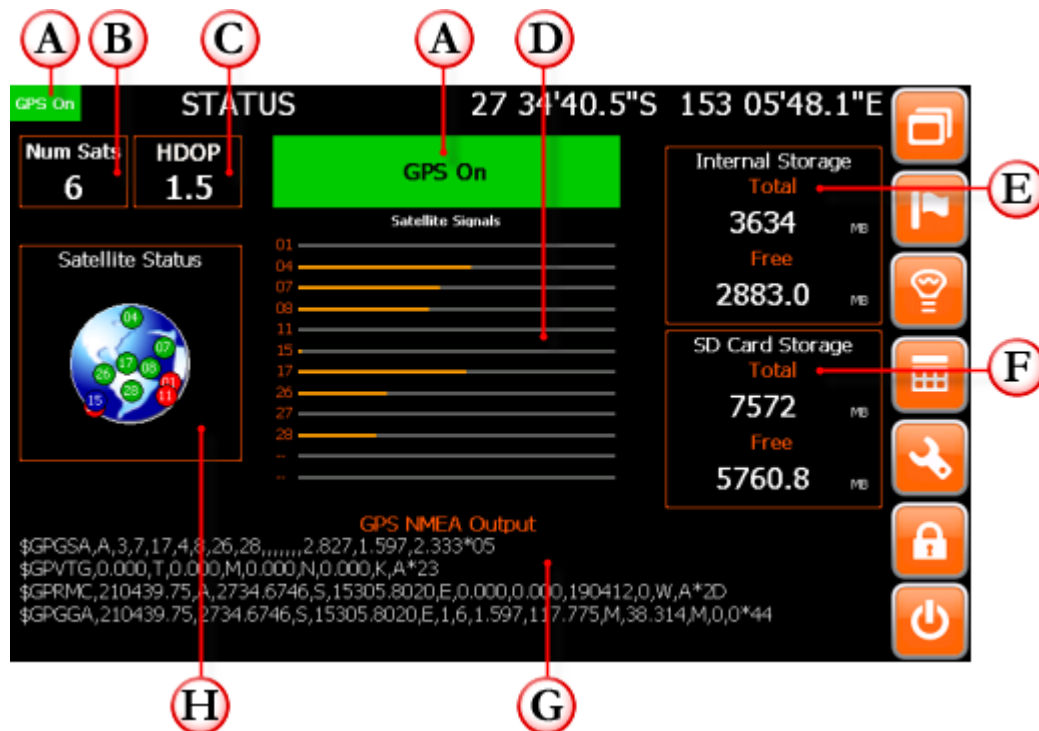 A B C A D
GPS On STATUS 27 34'40.5"S 153 05'48.1"E
Num Sats HDOP
6 1.5
GPS On
Internal Storage
Total
3634 MB
Free
2883.0 MB
E
Satellite Signals
01
04
07
08
11
15
17
26
27
28
--
--
Satellite Status
04
07
17
08
26
01
28
11
15
SD Card Storage
Total
7572 MB
Free
5760.8 MB
F
GPS NMEA Output
$GPGSA,A,3,7,17,4,8,26,28,,,,,,,2.827,1.597,2.333*05
$GPVTG,0.000,T,0.000,M,0.000,N,0.000,K,A*23
$GPRMC,210439.75,A,2734.6746,S,15305.8020,E,0.000,0.000,190412,0,W,A*2D
$GPGGA,210439.75,2734.6746,S,15305.8020,E,1,6,1.597,117.775,M,38.314,M,0,0*44
H G